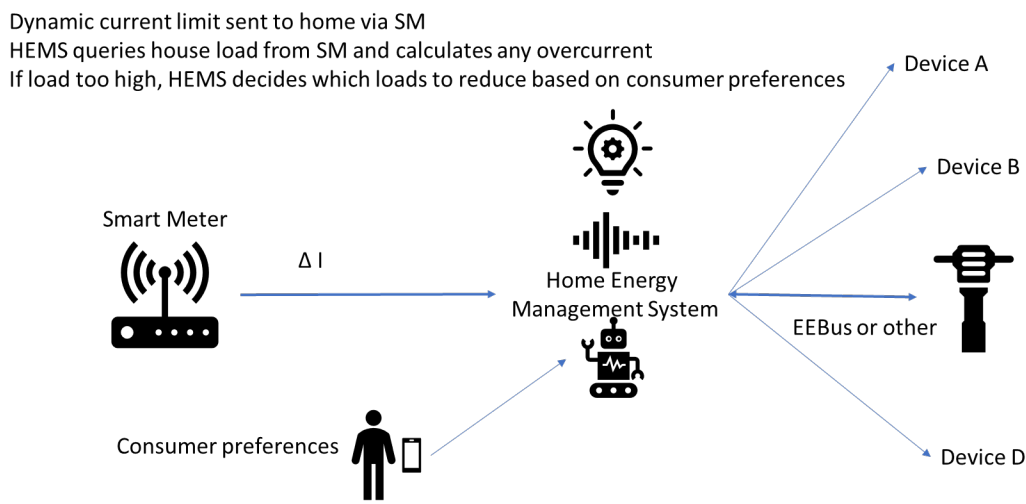 Dynamic current limit sent to home via SM
HEMS queries house load from SM and calculates any overcurrent
If load too high, HEMS decides which loads to reduce based on consumer preferences
Device A
Device B
Smart Meter
Δ I
Home Energy
Management System
EEBus or other
Consumer preferences
Device D